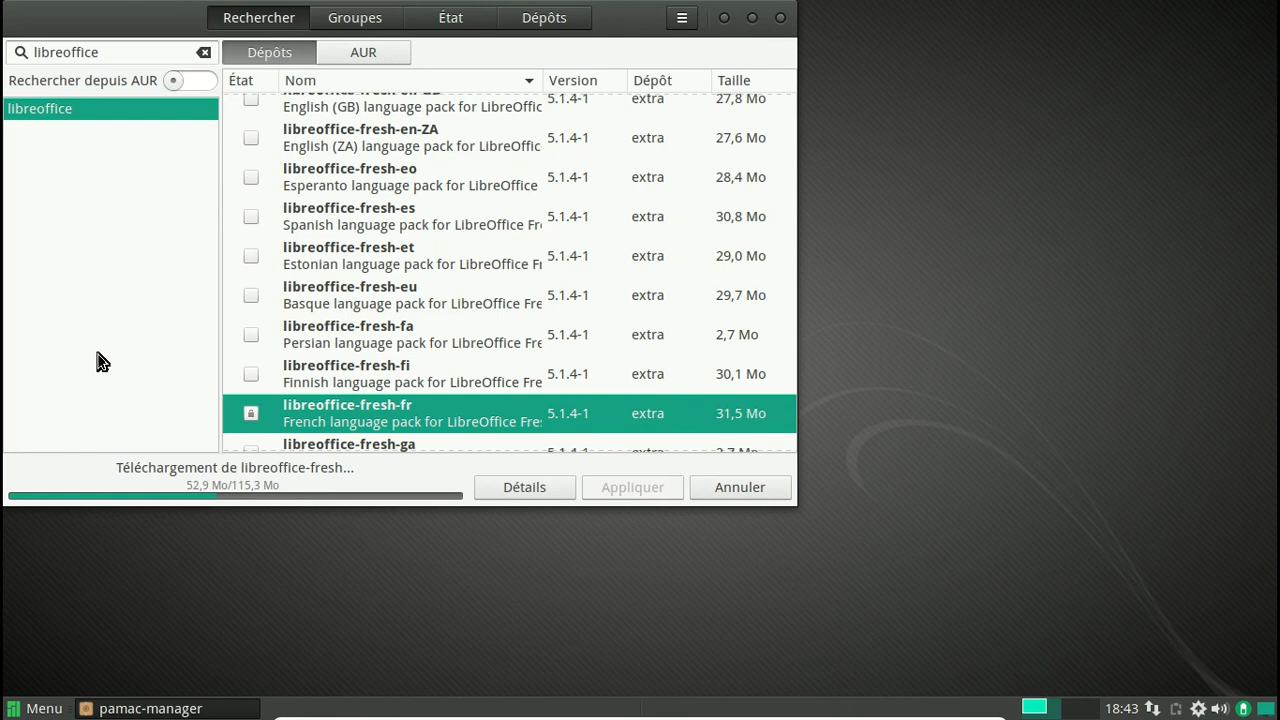 Rechercher Groupes État Dépôts
libreoffice Dépôts AUR
Rechercher depuis AUR
libreoffice
État Nom Version Dépôt Taille
English (GB) language pack for LibreOffic 5.1.4-1 extra 27,8 Mo
libreoffice-fresh-en-ZA
English (ZA) language pack for LibreOffic 5.1.4-1 extra 27,6 Mo
libreoffice-fresh-eo
Esperanto language pack for LibreOffice 5.1.4-1 extra 28,4 Mo
libreoffice-fresh-es
Spanish language pack for LibreOffice Fr 5.1.4-1 extra 30,8 Mo
libreoffice-fresh-et
Estonian language pack for LibreOffice F 5.1.4-1 extra 29,0 Mo
libreoffice-fresh-eu
Basque language pack for LibreOffice Fre 5.1.4-1 extra 29,7 Mo
libreoffice-fresh-fa
Persian language pack for LibreOffice Fre 5.1.4-1 extra 2,7 Mo
libreoffice-fresh-fi
Finnish language pack for LibreOffice Fre 5.1.4-1 extra 30,1 Mo
libreoffice-fresh-fr
French language pack for LibreOffice Fres 5.1.4-1 extra 31,5 Mo
libreoffice-fresh-ga
Téléchargement de libreoffice-fresh...
52,9 Mo/115,3 Mo
Détails Appliquer Annuler
Menu pamac-manager 18:43